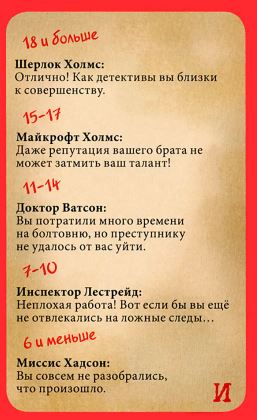 18 и больше
Шерлок Холмс:
Отлично! Как детективы вы близки
к совершенству.
15-17
Майкрофт Холмс:
Даже репутация вашего брата не
может затмить ваш талант!
11-14
Доктор Ватсон:
Вы потратили много времени
на болтовню, но преступнику
не удалось от вас уйти.
7-10
Инспектор Лестрейд:
Неплохая работа! Вот если бы вы ещё
не отвлекались на ложные следы...
6 и меньше
Миссис Хадсон:
Вы совсем не разобрались,
что произошло.
И